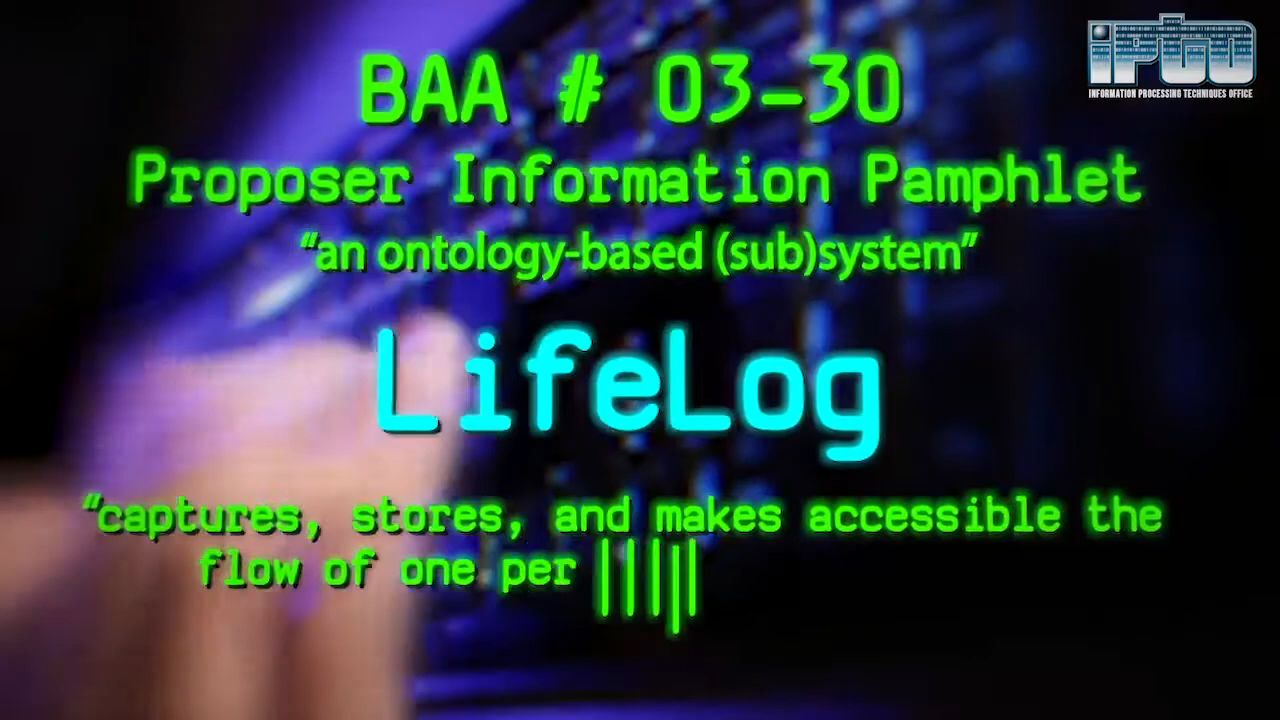 iPTO
INFORMATION PROCESSING TECHNIQUES OFFICE
BAA # 03-30
Proposer Information Pamphlet
“an ontology-based (sub)system”
LifeLog
“captures, stores, and makes accessible the
flow of one per